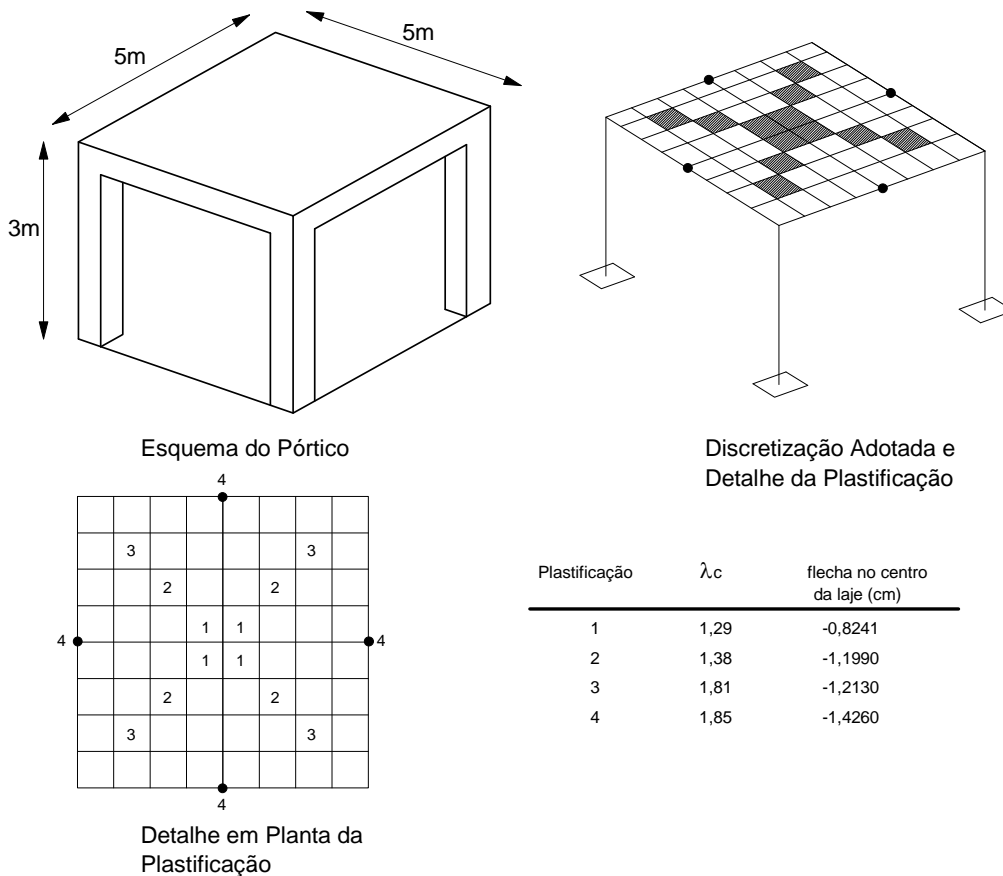 5m
5m
3m
Esquema do Pórtico
Discretização Adotada e
Detalhe da Plastificação
4
3 3
2 2
1 1
4 4
1 1
2 2
3 3
4
Detalhe em Planta da
Plastificação
Plastificação λc flecha no centro
da laje (cm)
1 1,29 -0,8241
2 1,38 -1,1990
3 1,81 -1,2130
4 1,85 -1,4260